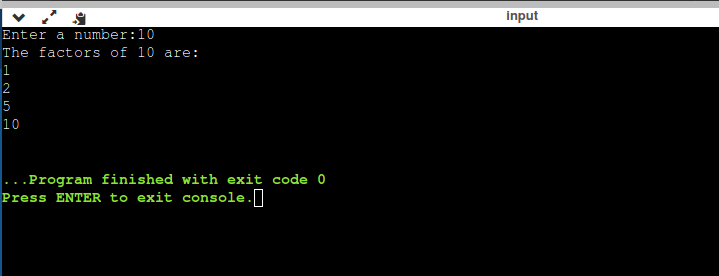 input
Enter a number:10
The factors of 10 are:
1
2
5
10
...Program finished with exit code 0
Press ENTER to exit console.